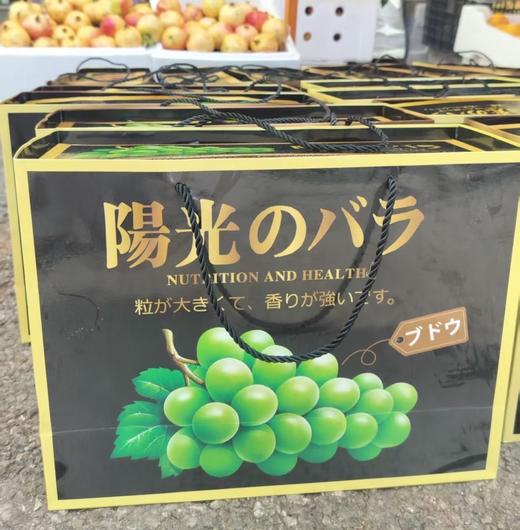 陽光のバラ
NUTRITION AND HEALTH
粒が大きくて、香りが強いです。
ブドウ